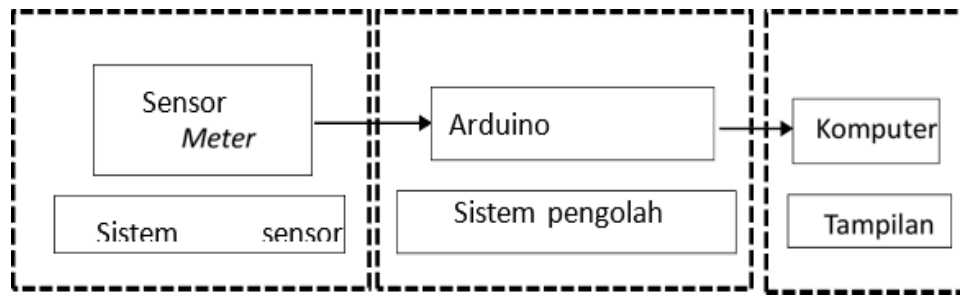 Sensor
Meter
Sistem sensor
Arduino
Sistem pengolah
Komputer
Tampilan